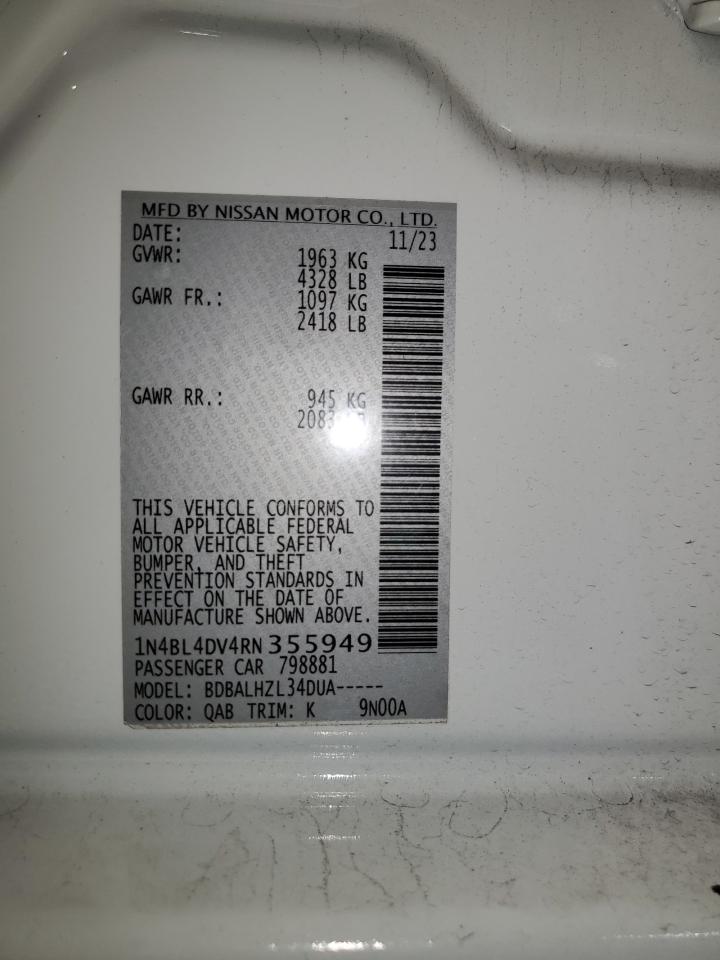 MFD BY NISSAN MOTOR CO., LTD.
DATE: 11/23
GVWR: 1963 KG
4328 LB
GAWR FR.: 1097 KG
2418 LB
GAWR RR.: 945 KG
2083
THIS VEHICLE CONFORMS TO
ALL APPLICABLE FEDERAL
MOTOR VEHICLE SAFETY,
BUMPER, AND THEFT
PREVENTION STANDARDS IN
EFFECT ON THE DATE OF
MANUFACTURE SHOWN ABOVE.
1N4BL4DV4RN355949
PASSENGER CAR 798881
MODEL: BDBALHZL34DUA-----
COLOR: QAB TRIM: K 9N00A